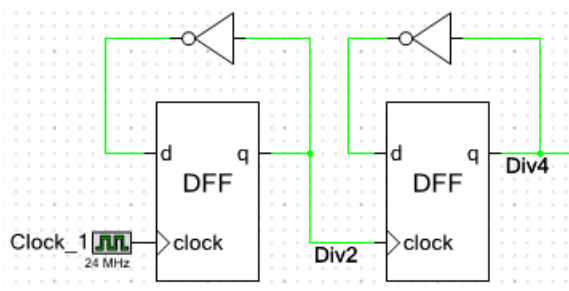 d q
DFF
clock
Clock_1
24 MHz
Div2
d q
DFF
clock
Div4